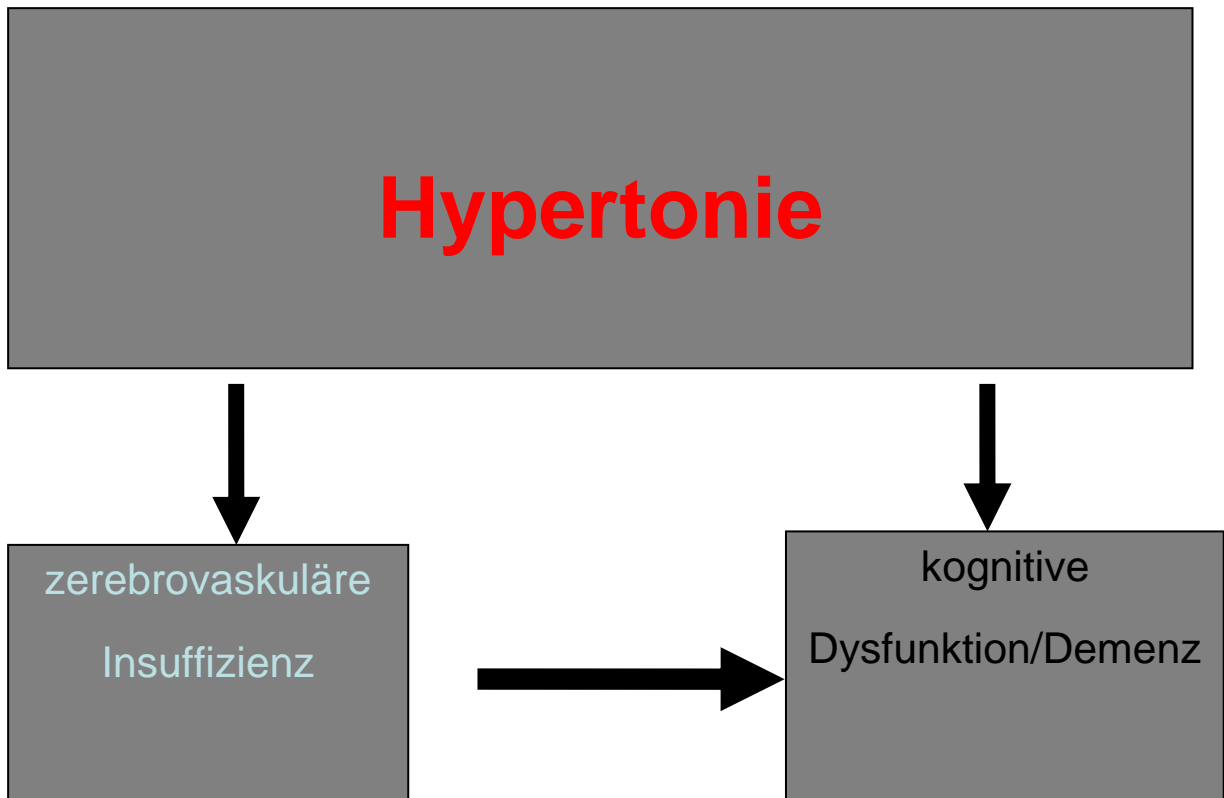 Hypertonie
zerebrovaskuläre
Insuffizienz
kognitive
Dysfunktion/Demenz